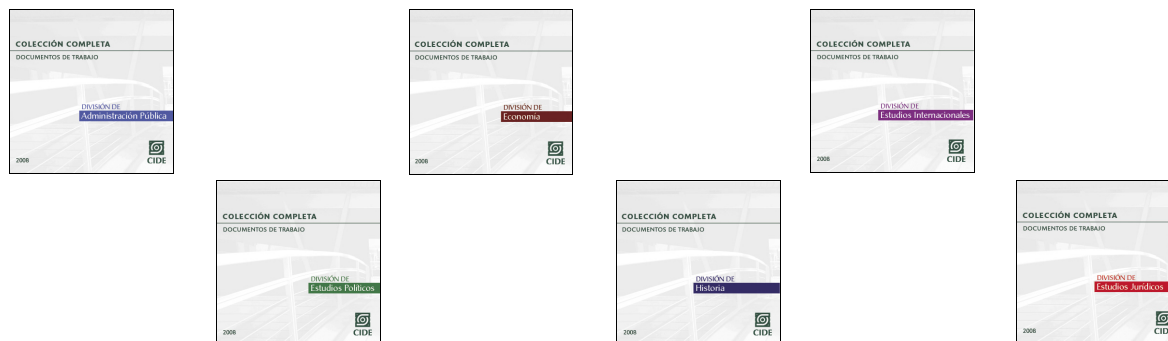 COLECCIÓN COMPLETA
DOCUMENTOS DE TRABAJO
DIVISIÓN DE
Administración Pública
2008
CIDE
COLECCIÓN COMPLETA
DOCUMENTOS DE TRABAJO
DIVISIÓN DE
Economía
2008
CIDE
COLECCIÓN COMPLETA
DOCUMENTOS DE TRABAJO
DIVISIÓN DE
Estudios Internacionales
2008
CIDE
COLECCIÓN COMPLETA
DOCUMENTOS DE TRABAJO
DIVISIÓN DE
Estudios Políticos
2008
CIDE
COLECCIÓN COMPLETA
DOCUMENTOS DE TRABAJO
DIVISIÓN DE
Historia
2008
CIDE
COLECCIÓN COMPLETA
DOCUMENTOS DE TRABAJO
DIVISIÓN DE
Estudios Jurídicos
2008
CID